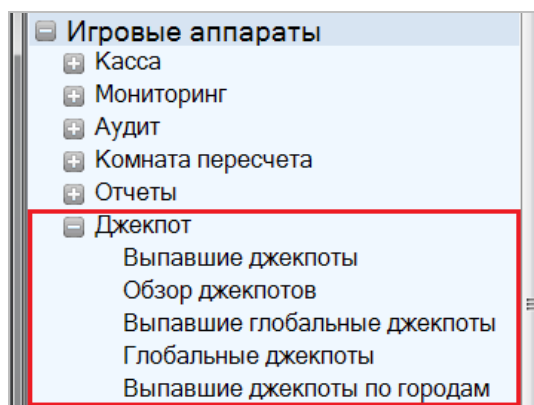 Игровые аппараты
Касса
Мониторинг
Аудит
Комната пересчета
Отчеты
Джекпот
Выпавшие джекпоты
Обзор джекпотов
Выпавшие глобальные джекпоты
Глобальные джекпоты
Выпавшие джекпоты по городам